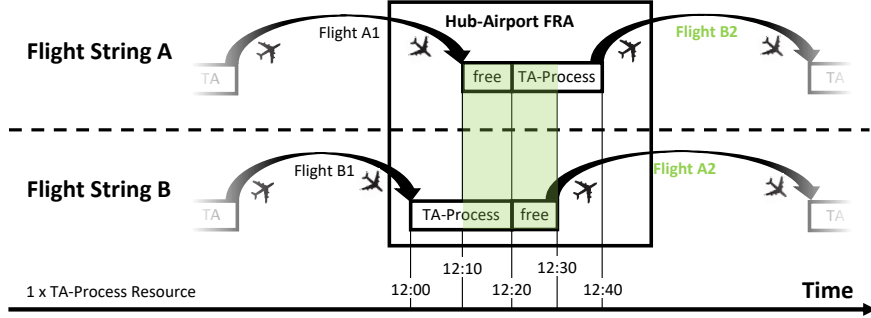 Hub-Airport FRA
Flight String A
Flight A1
Flight B2
TA
free
TA-Process
TA
Flight String B
Flight B1
Flight A2
TA
TA-Process
free
TA
12:10
12:30
1 x TA-Process Resource
12:00
12:20
12:40
Time